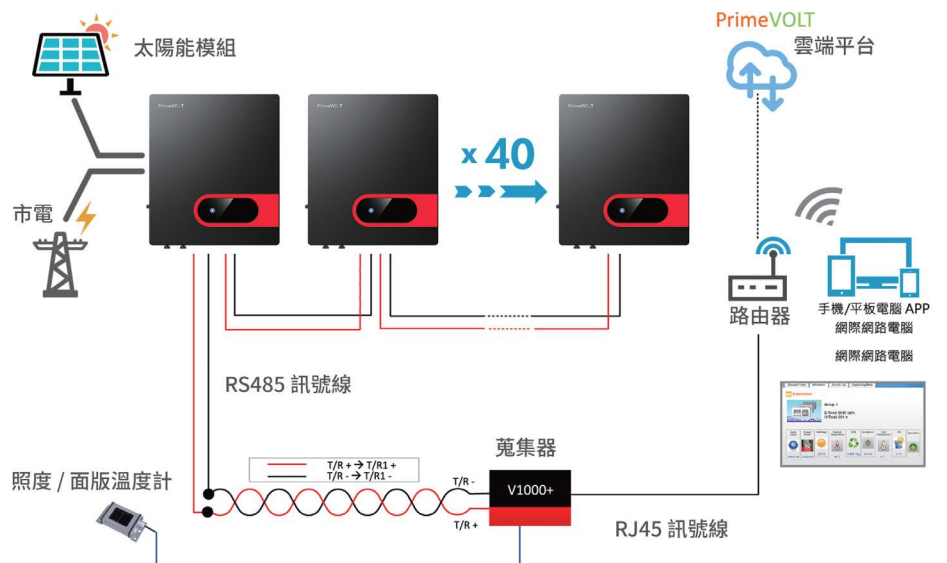 PrimeVOLT
雲端平台
太陽能模組
PrimeVOLT
PrimeVOLT
PrimeVOLT
x 40
市電
路由器
手機/平板電腦 APP
網際網路電腦
網際網路電腦
RS485 訊號線
T/R + → T/R1 +
T/R - → T/R1 -
蒐集器
照度 / 面版溫度計
T/R -
V1000+
T/R +
RJ45 訊號線